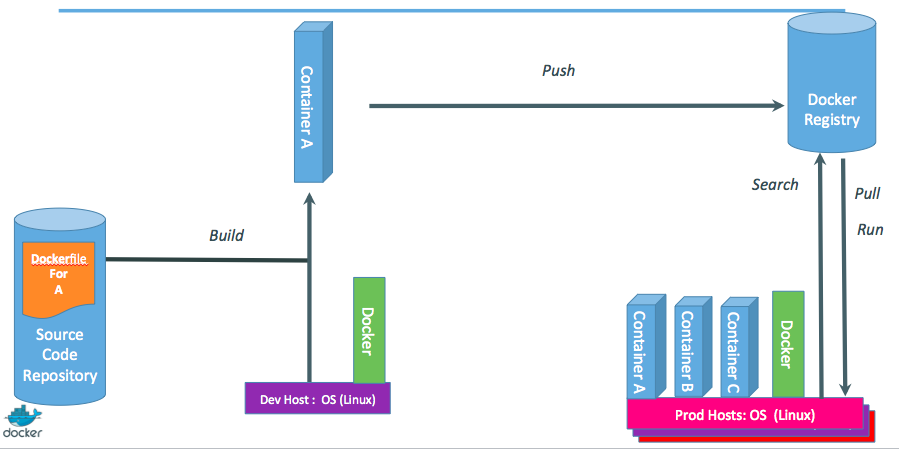 Container A
Push
Docker
Registry
Search
Pull
Run
Build
Dockerfile
For
A
Source
Code
Repository
Docker
Dev Host : OS (Linux)
Container A
Container B
Container C
Docker
Prod Hosts: OS (Linux)
docker